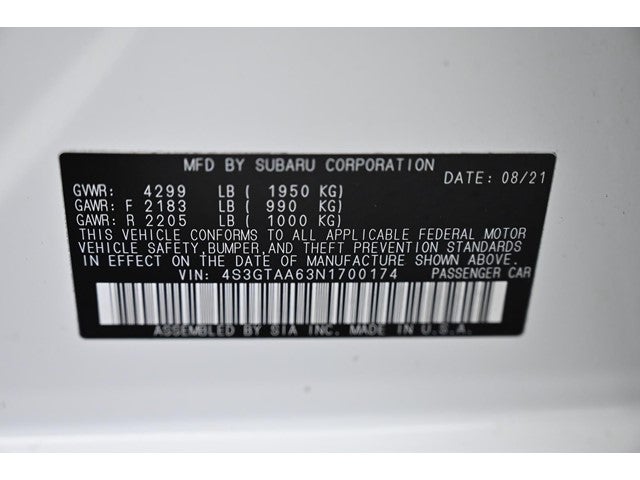 MFD BY SUBARU CORPORATION
DATE: 08/21
GVWR: 4299 LB ( 1950 KG)
GAWR: F 2183 LB ( 990 KG)
GAWR: R 2205 LB ( 1000 KG)
THIS VEHICLE CONFORMS TO ALL APPLICABLE FEDERAL MOTOR
VEHICLE SAFETY,BUMPER,AND THEFT PREVENTION STANDARDS
IN EFFECT ON THE DATE OF MANUFACTURE SHOWN ABOVE.
VIN: 4S3GTAA63N1700174 PASSENGER CAR
ASSEMBLED BY SIA INC. MADE IN U.S.A.